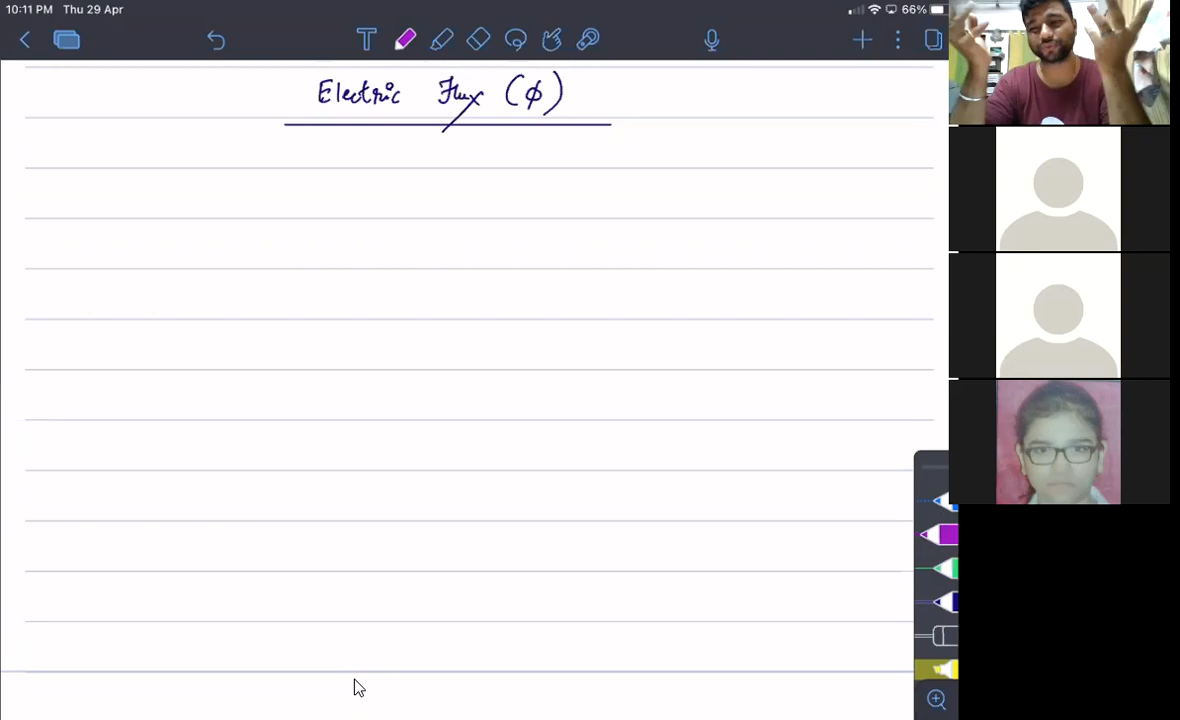 10:11 PM Thu 29 Apr 66%
T
Electric Flux (ϕ)